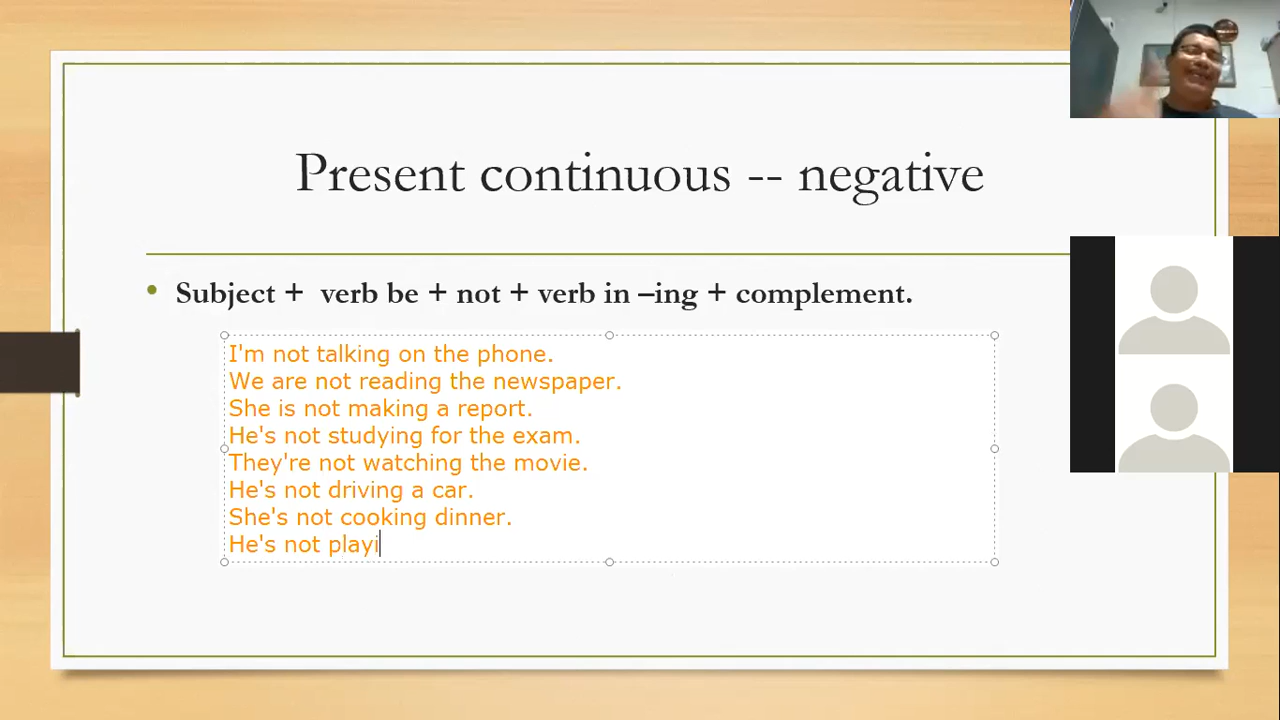 Present continuous -- negative
• Subject +  verb be + not + verb in –ing + complement.
I'm not talking on the phone.
We are not reading the newspaper.
She is not making a report.
He's not studying for the exam.
They're not watching the movie.
He's not driving a car.
She's not cooking dinner.
He's not playi